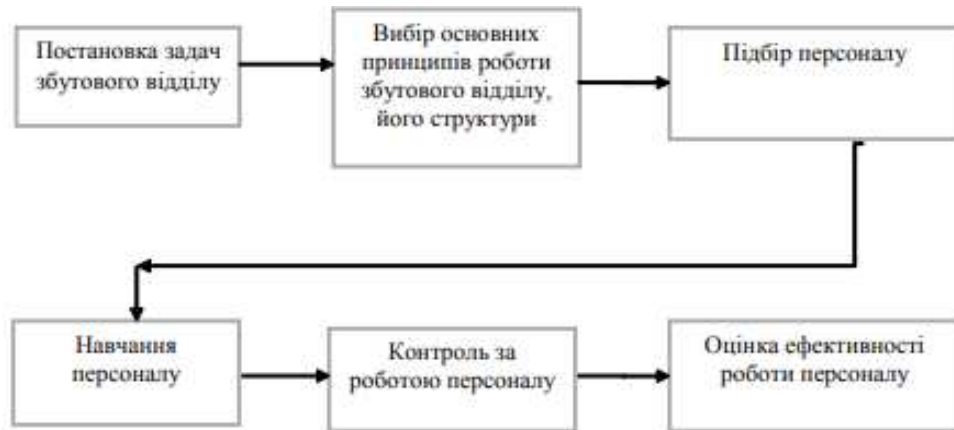 Постановка задач
збутового відділу
Вибір основних
принципів роботи
збутового відділу,
його структури
Підбір персоналу
Навчання
персоналу
Контроль за
роботою персоналу
Оцінка ефективності
роботи персоналу